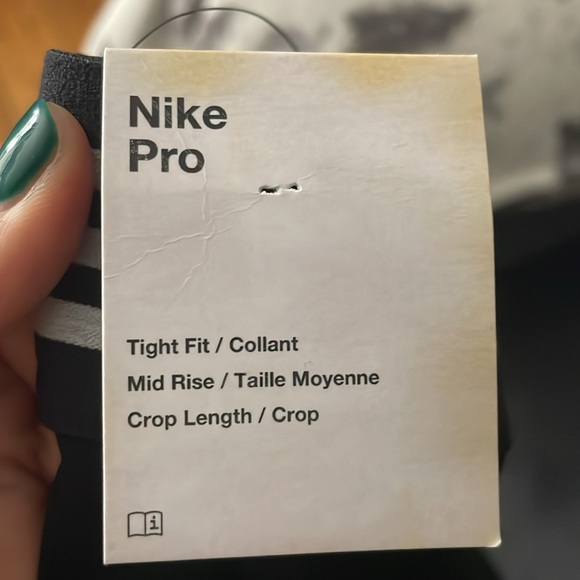 Nike
Pro
Tight Fit / Collant
Mid Rise / Taille Moyenne
Crop Length / Crop
i